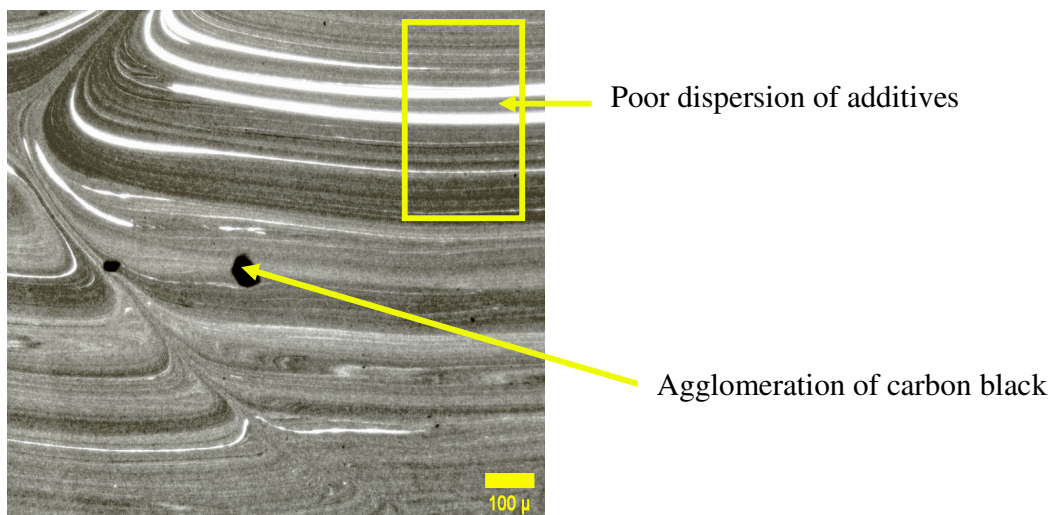 Poor dispersion of additives
Agglomeration of carbon black
100 µ